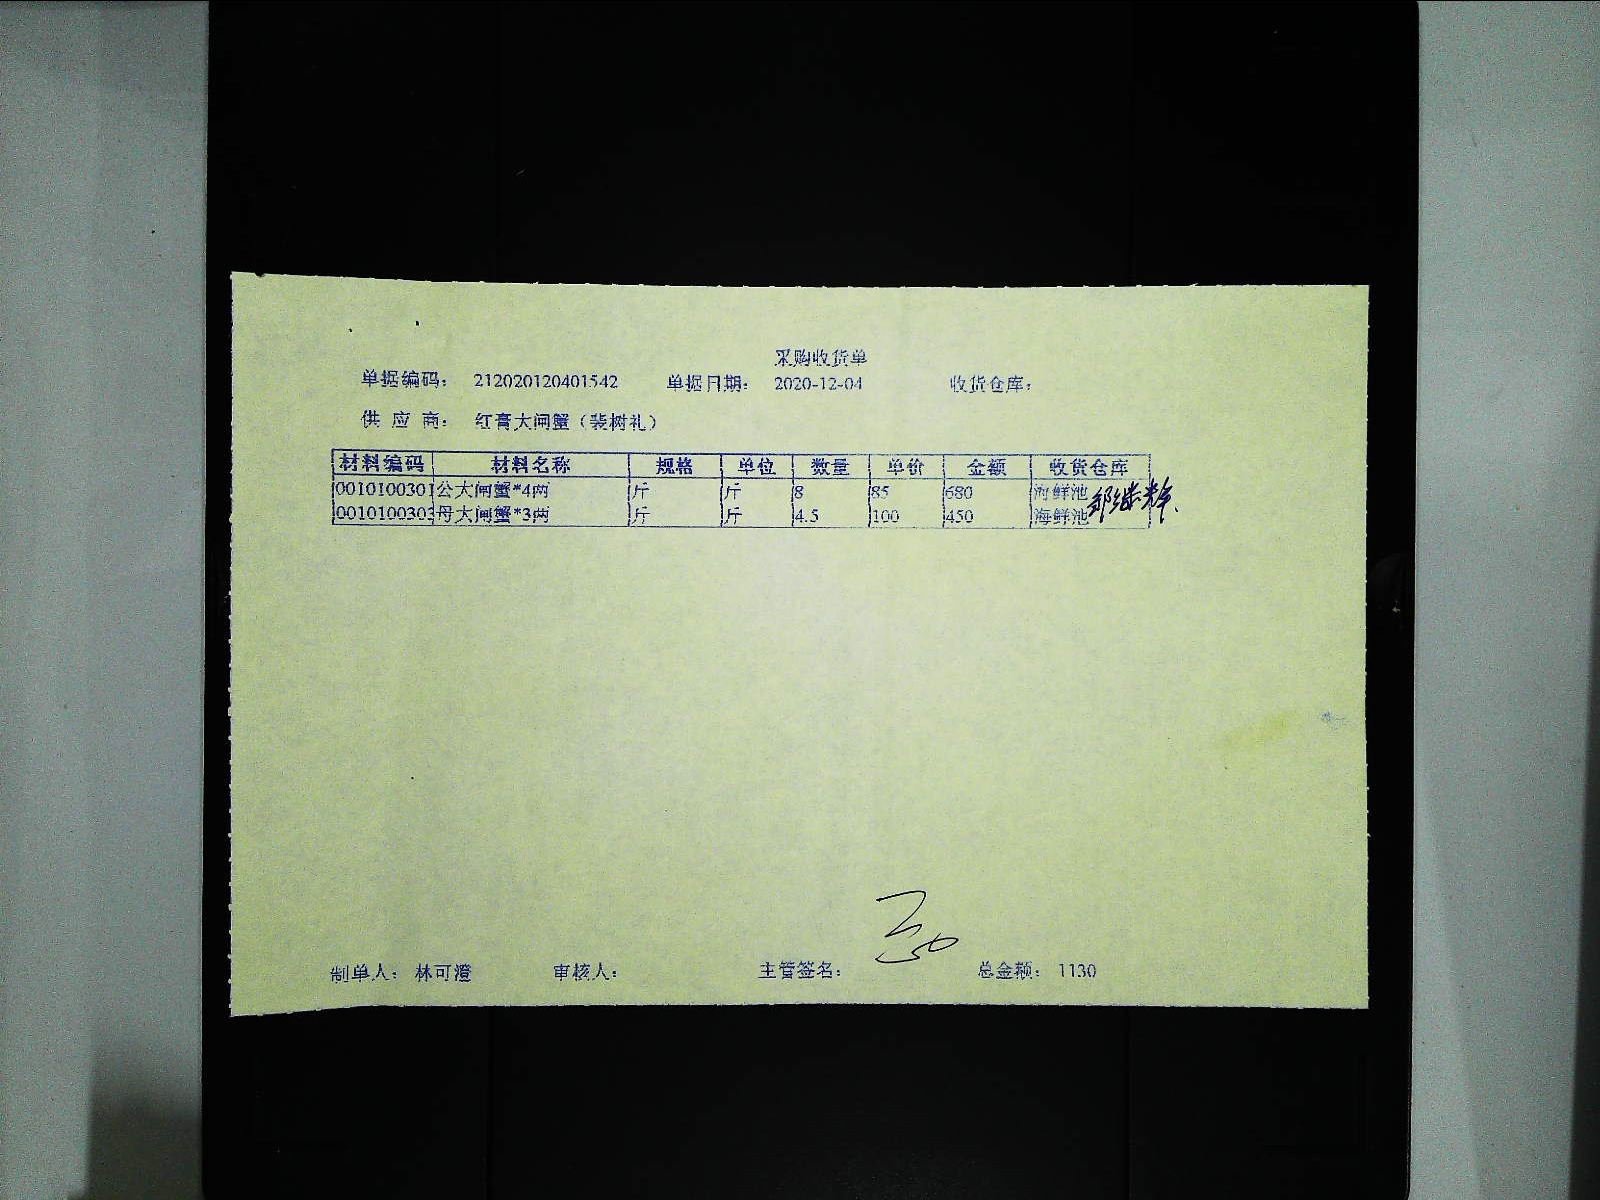 采购收货单
单据编码: 212020120401542 单据日期: 2020-12-04 收货仓库:
供应商: 红膏大闸蟹（裴树礼）
材料编码 材料名称 规格 单位 数量 单价 金额 收货仓库
0010100301 公大闸蟹*4两 斤 斤 8 85 680 海鲜池
0010100303 母大闸蟹*3两 斤 斤 4.5 100 450 海鲜池
制单人: 林可澄 审核人: 主管签名: 总金额: 1130